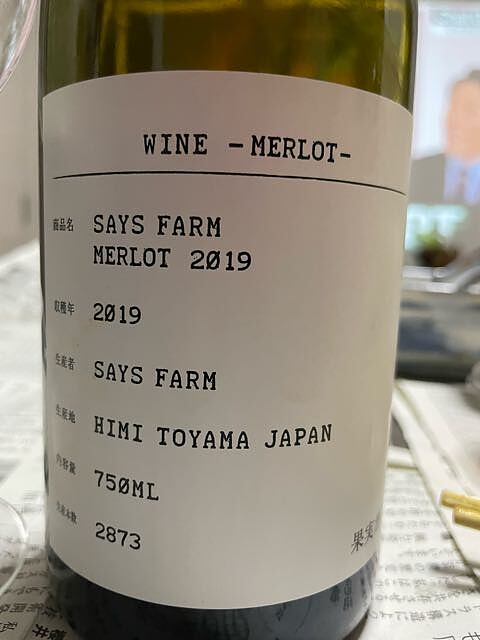 WINE -MERLOT-
商品名 SAYS FARM
MERLOT 2019
収穫年 2019
生産者 SAYS FARM
生産地 HIMI TOYAMA JAPAN
内容量 750ML
生産本数 2873
果実